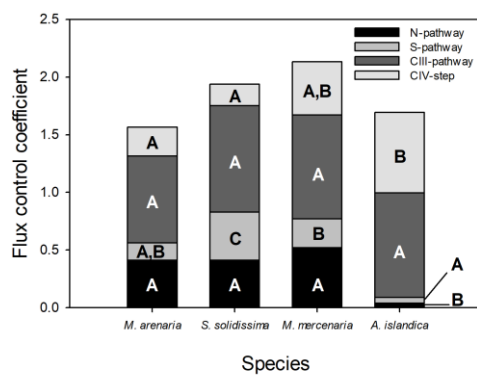 2.5
N-pathway
S-pathway
CIII-pathway
CIV-step
2.0
1.5
1.0
0.5
0.0
Flux control coefficient
A
A
A,B
A
A
A
C
A
A,B
A
B
A
B
A
A
B
M. arenaria
S. solidissima
M. mercenaria
A. islandica
Species